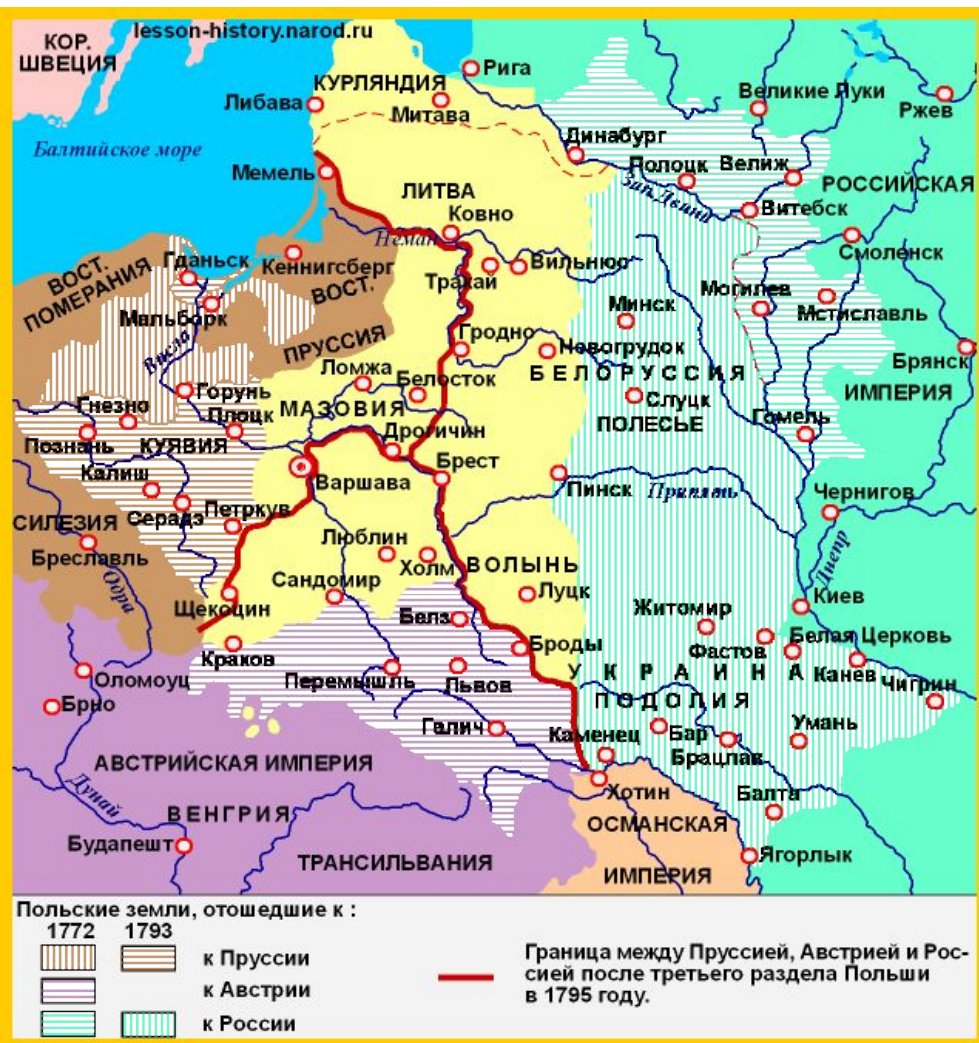 lesson-history.narod.ru
КОР.
ШВЕЦИЯ
Рига
КУРЛЯНДИЯ
Великие Луки
Либава
Митава
Ржев
Балтийское море
Динабург
Полоцк
Велиж
Мемель
Зап. Двина
РОССИЙСКАЯ
ЛИТВА
Витебск
Ковно
Неман
Смоленск
ВОСТ.
ПОМЕРАНИЯ
Гданьск
Кеннигсберг
ВОСТ.
ПРУССИЯ
Тракай
Вильнюс
Могилев
Мстиславль
Мальборк
Минск
Висла
Гродно
Новогрудок
Брянск
ИМПЕРИЯ
Ломжа
Белосток
БЕЛОРУССИЯ
Горунь
Слуцк
Гнезно
Плоцк
МАЗОВИЯ
ПОЛЕСЬЕ
Гомель
Познань
КУЯВИЯ
Дрогичин
Брест
Калиш
Варшава
Пинск
Припять
Чернигов
Серадз
Петркув
СИЛЕЗИЯ
Бреславль
Люблин
Холм
ВОЛЫНЬ
Одра
Сандомир
Луцк
Днепр
Щекоцин
Белз
Житомир
Киев
Броды
Фастов
Белая Церковь
Краков
УКРАИНА
Канев
Оломоуц
Перемышль
Львов
Чигрин
Брно
ПОДОЛИЯ
Галич
Каменец
Бар
Умань
Брацлав
АВСТРИЙСКАЯ ИМПЕРИЯ
Дунай
Хотин
Балта
ВЕНГРИЯ
ОСМАНСКАЯ
ИМПЕРИЯ
Будапешт
ТРАНСИЛЬВАНИЯ
Ягорлык
Польские земли, отошедшие к :
1772 1793
к Пруссии
к Австрии
к России
Граница между Пруссией, Австрией и Рос-
сией после третьего раздела Польши
в 1795 году.